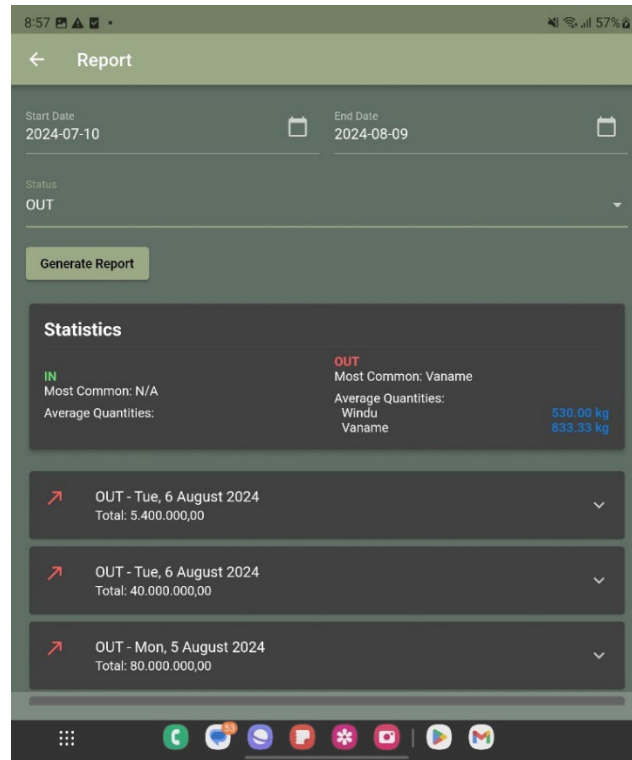 8:57
57%
Report
Start Date
2024-07-10
End Date
2024-08-09
Status
OUT
Generate Report
Statistics
IN
Most Common: N/A
Average Quantities:
OUT
Most Common: Vaname
Average Quantities:
Windu 530.00 kg
Vaname 833.33 kg
OUT - Tue, 6 August 2024
Total: 5.400.000,00
OUT - Tue, 6 August 2024
Total: 40.000.000,00
OUT - Mon, 5 August 2024
Total: 80.000.000,00
53